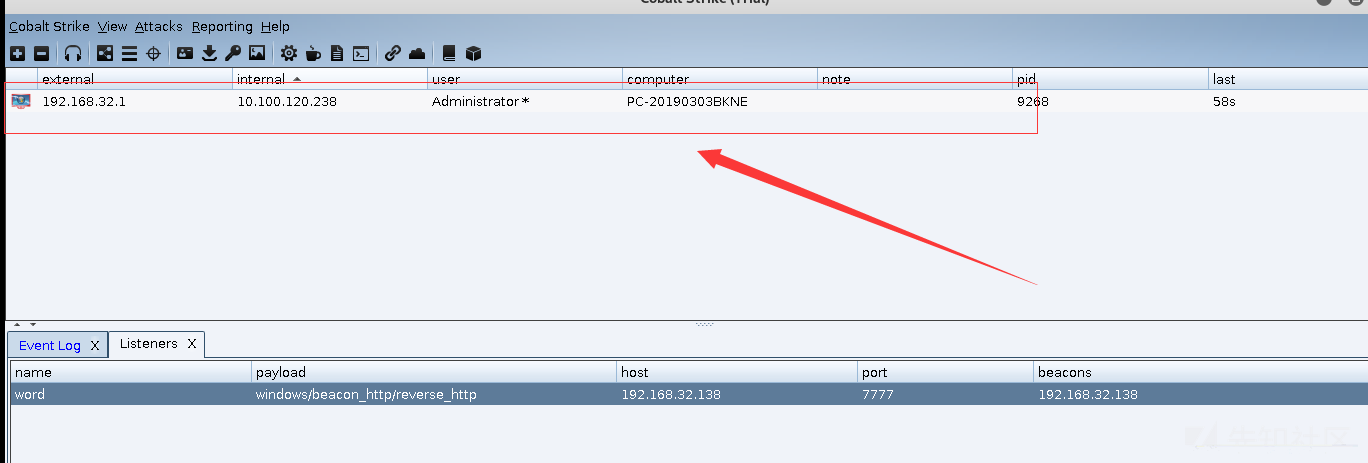 Cobalt Strike (Trial)
Cobalt Strike View Attacks Reporting Help
external internal user computer note pid last
192.168.32.1 10.100.120.238 Administrator* PC-20190303BKNE 9268 58s
Event Log X Listeners X
name payload host port beacons
word windows/beacon_http/reverse_http 192.168.32.138 7777 192.168.32.138